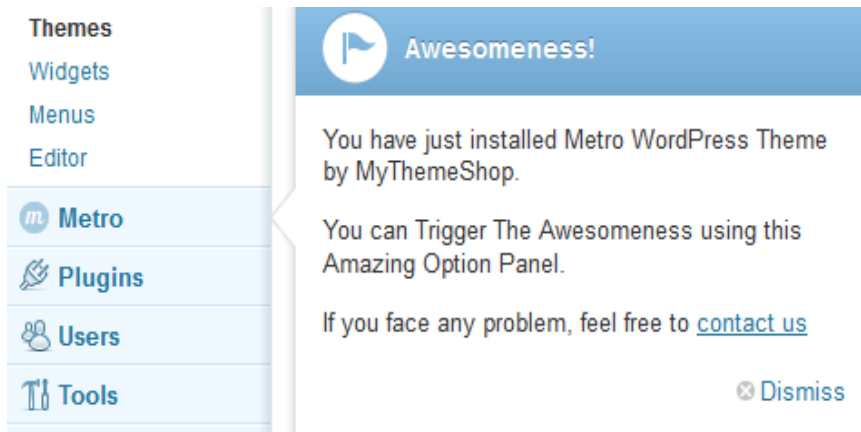 Themes
Widgets
Menus
Editor
Metro
Plugins
Users
Tools
Awesomeness!
You have just installed Metro WordPress Theme
by MyThemeShop.
You can Trigger The Awesomeness using this
Amazing Option Panel.
If you face any problem, feel free to contact us
Dismiss